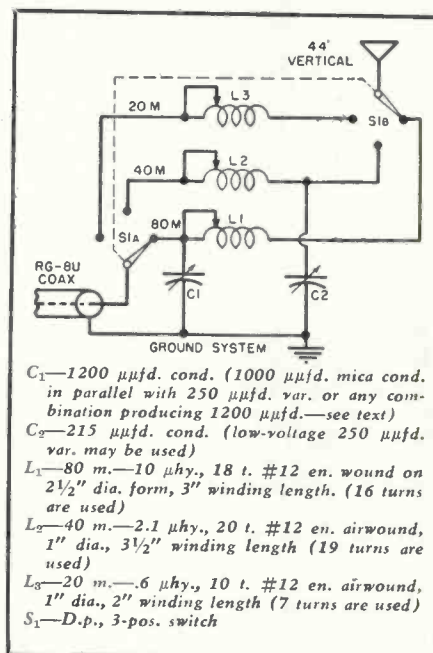 44'
VERTICAL
L3
20 M
S1B
L2
40 M
L1
80M
S1A
RG-8U
COAX
C1
C2
GROUND SYSTEM
C₁—1200 μμfd. cond. (1000 μμfd. mica cond.
in parallel with 250 μμfd. var. or any com-
bination producing 1200 μμfd.—see text)
C₂—215 μμfd. cond. (low-voltage 250 μμfd.
var. may be used)
L₁—80 m.—10 μhy., 18 t. #12 en. wound on
2½" dia. form, 3" winding length. (16 turns
are used)
L₂—40 m.—2.1 μhy., 20 t. #12 en. airwound,
1" dia., 3½" winding length (19 turns are
used)
L₃—20 m.—.6 μhy., 10 t. #12 en. airwound,
1" dia., 2" winding length (7 turns are used)
S₁—D.p., 3-pos. switch